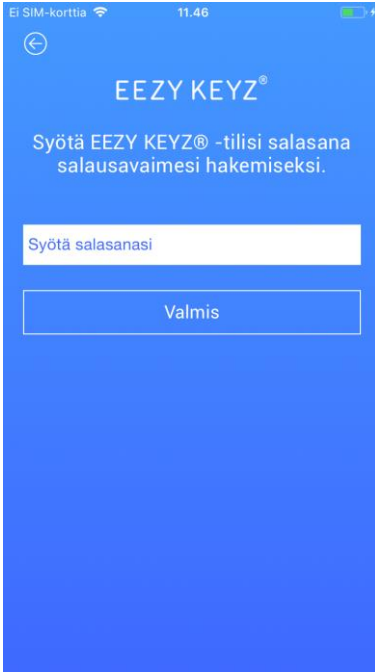 Ei SIM-korttia 11.46
EEZY KEYZ®
Syötä EEZY KEYZ® -tilisi salasana
salausavaimesi hakemiseksi.
Syötä salasanasi
Valmis